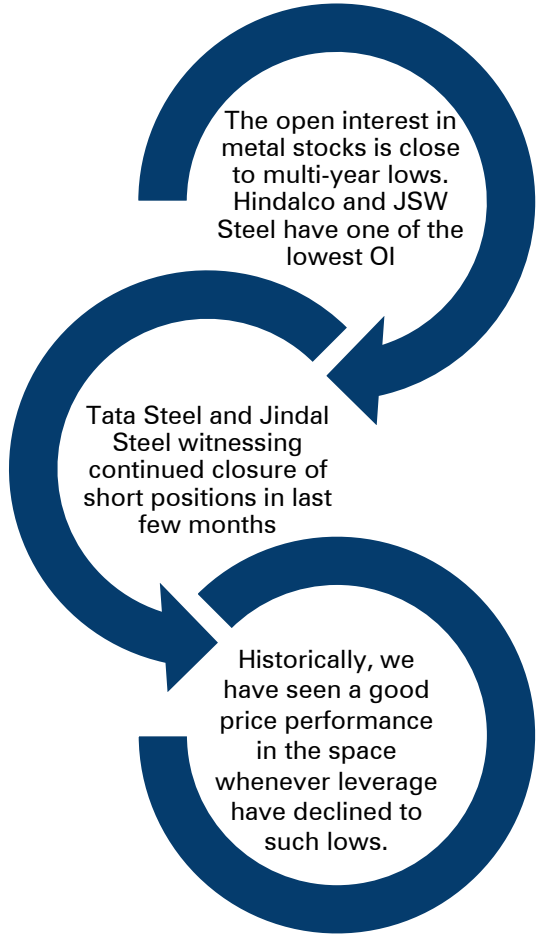 The open interest in
metal stocks is close
to multi-year lows.
Hindalco and JSW
Steel have one of the
lowest OI
Tata Steel and Jindal
Steel witnessing
continued closure of
short positions in last
few months
Historically, we
have seen a good
price performance
in the space
whenever leverage
have declined to
such lows.